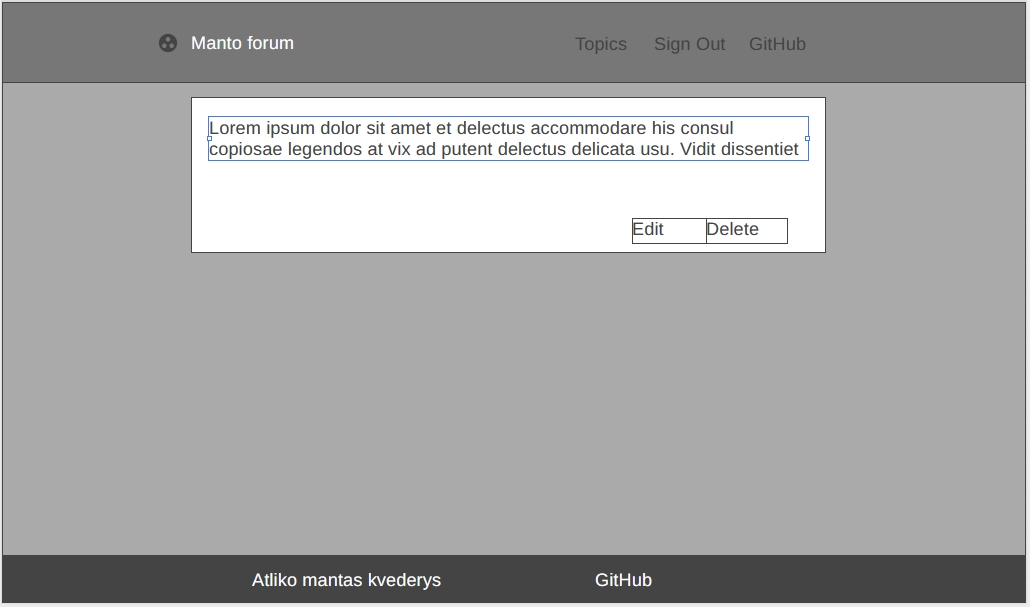 Manto forum
Topics
Sign Out
GitHub
Lorem ipsum dolor sit amet et delectus accommodare his consul
copiosae legendos at vix ad putent delectus delicata usu. Vidit dissentiet
Edit
Delete
Atliko mantas kvederys
GitHub